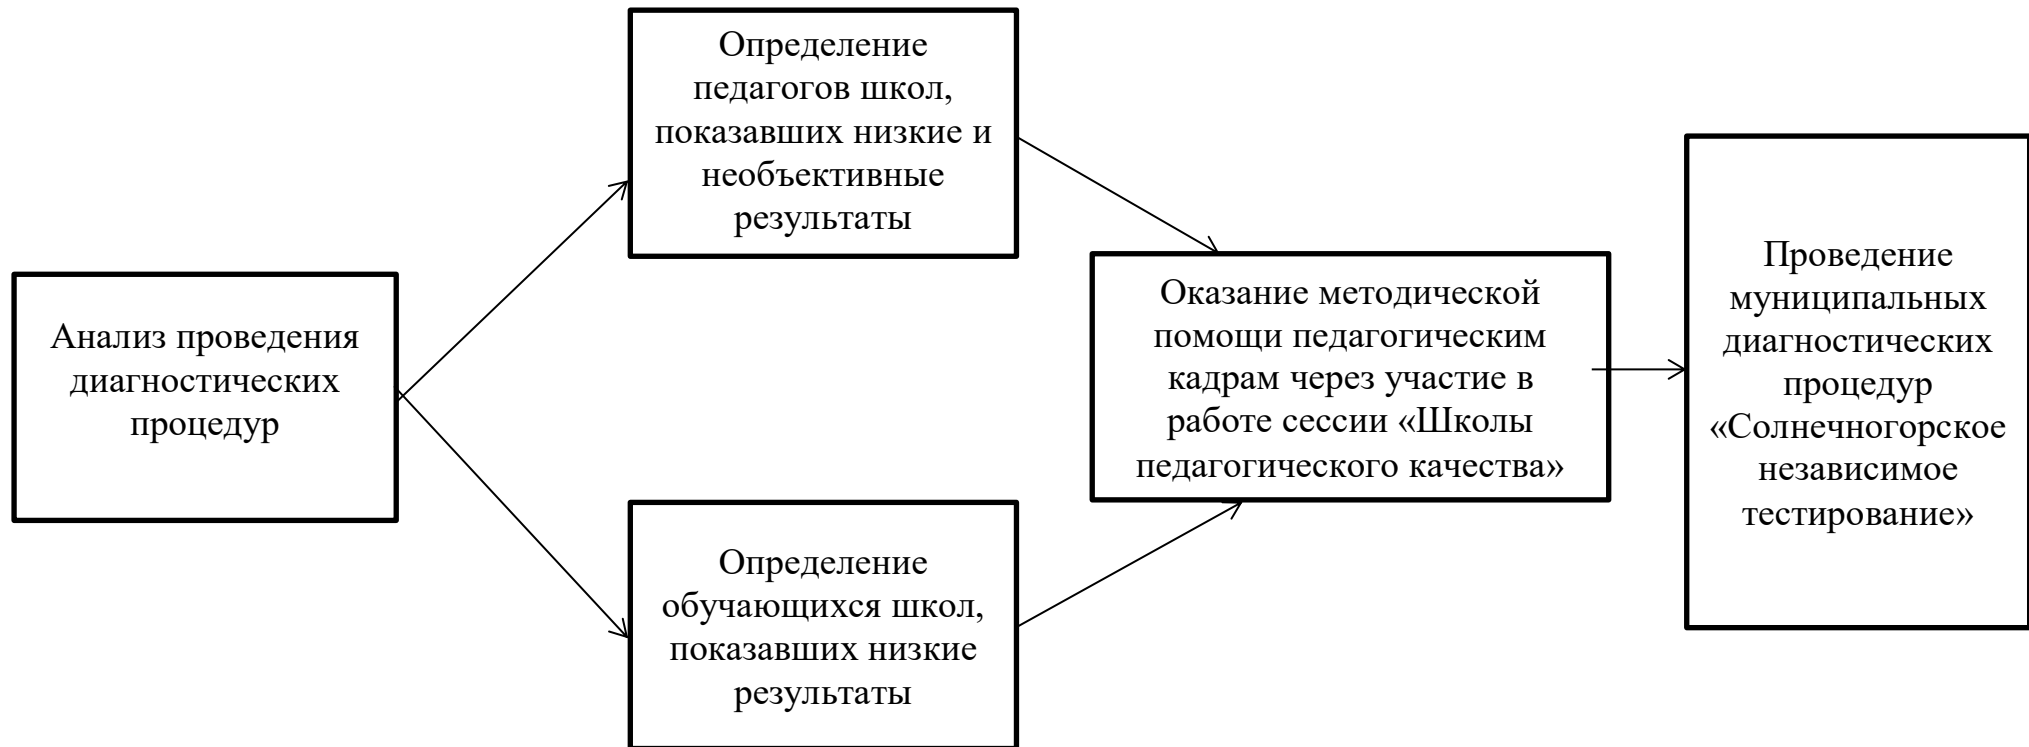 Анализ проведения
диагностических
процедур
Определение
педагогов школ,
показавших низкие и
необъективные
результаты
Определение
обучающихся школ,
показавших низкие
результаты
Оказание методической
помощи педагогическим
кадрам через участие в
работе сессии «Школы
педагогического качества»
Проведение
муниципальных
диагностических
процедур
«Солнечногорское
независимое
тестирование»